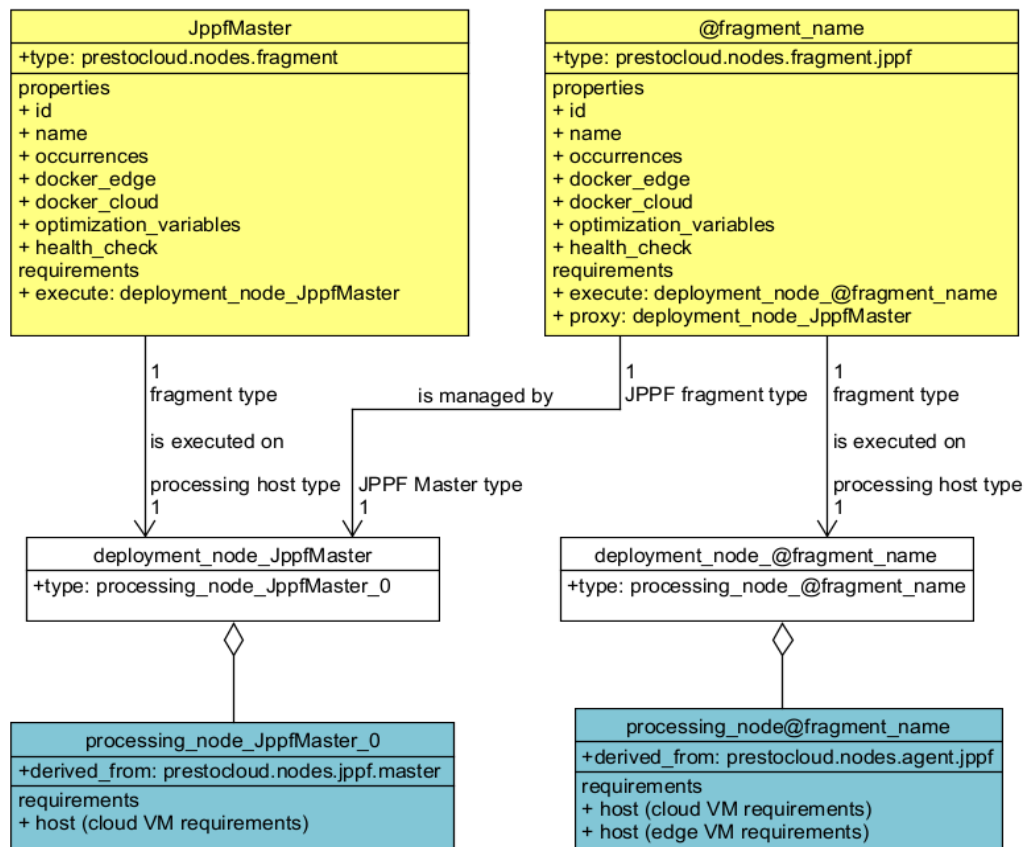 JppfMaster
+type: prestocloud.nodes.fragment
properties
+ id
+ name
+ occurrences
+ docker_edge
+ docker_cloud
+ optimization_variables
+ health_check
requirements
+ execute: deployment_node_JppfMaster
@fragment_name
+type: prestocloud.nodes.fragment.jppf
properties
+ id
+ name
+ occurrences
+ docker_edge
+ docker_cloud
+ optimization_variables
+ health_check
requirements
+ execute: deployment_node_@fragment_name
+ proxy: deployment_node_JppfMaster
1
fragment type
is executed on
processing host type
1
1
JPPF fragment type
is managed by
JPPF Master type
1
1
fragment type
is executed on
processing host type
1
deployment_node_JppfMaster
+type: processing_node_JppfMaster_0
deployment_node_@fragment_name
+type: processing_node_@fragment_name
processing_node_JppfMaster_0
+derived_from: prestocloud.nodes.jppf.master
requirements
+ host (cloud VM requirements)
processing_node@fragment_name
+derived_from: prestocloud.nodes.agent.jppf
requirements
+ host (cloud VM requirements)
+ host (edge VM requirements)